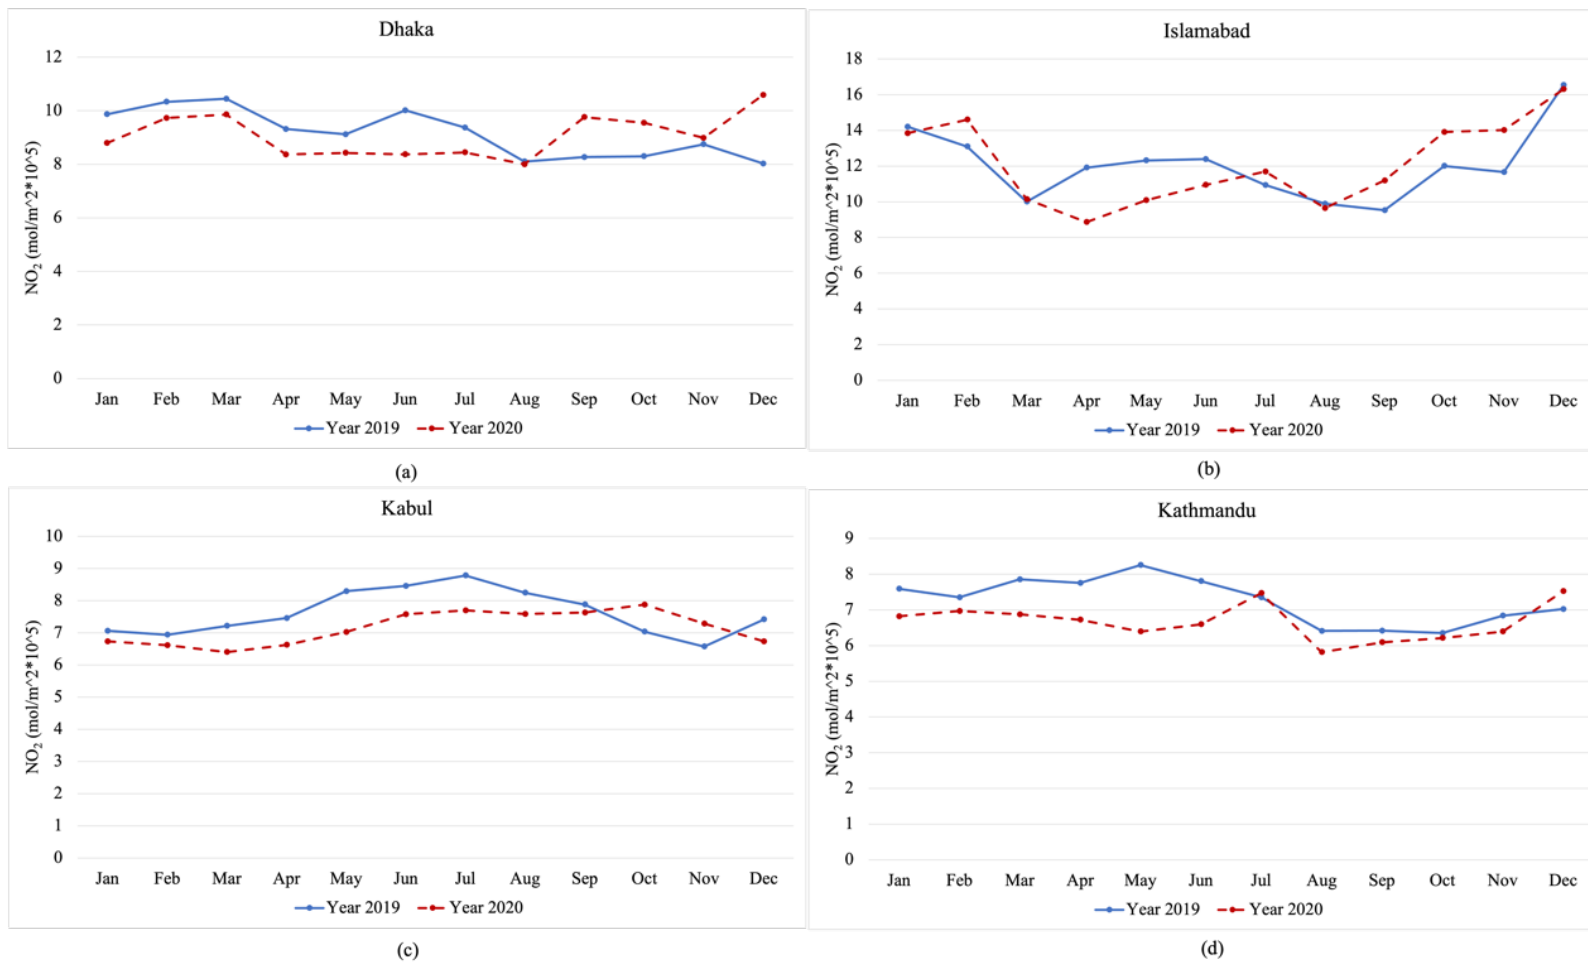 Dhaka
NO₂ (mol/m^2*10^5)
12
10
8
6
4
2
0
Jan Feb Mar Apr May Jun Jul Aug Sep Oct Nov Dec
Year 2019 Year 2020
(a)
Islamabad
NO₂ (mol/m^2*10^5)
18
16
14
12
10
8
6
4
2
0
Jan Feb Mar Apr May Jun Jul Aug Sep Oct Nov Dec
Year 2019 Year 2020
(b)
Kabul
NO₂ (mol/m^2*10^5)
10
9
8
7
6
5
4
3
2
1
0
Jan Feb Mar Apr May Jun Jul Aug Sep Oct Nov Dec
Year 2019 Year 2020
(c)
Kathmandu
NO₂ (mol/m^2*10^5)
9
8
7
6
5
4
3
2
1
0
Jan Feb Mar Apr May Jun Jul Aug Sep Oct Nov Dec
Year 2019 Year 2020
(d)